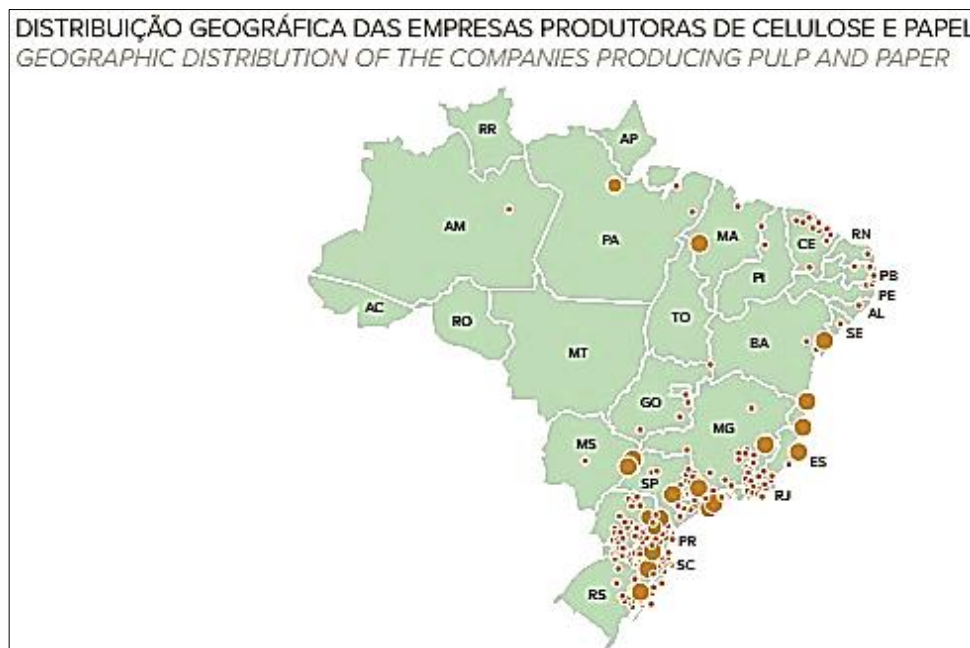 DISTRIBUIÇÃO GEOGRÁFICA DAS EMPRESAS PRODUTORAS DE CELULOSE E PAPEL
GEOGRAPHIC DISTRIBUTION OF THE COMPANIES PRODUCING PULP AND PAPER
RR
AP
AM
PA
MA
CE
RN
PI
PB
PE
AC
RO
TO
AL
SE
MT
BA
GO
MG
MS
ES
SP
RJ
PR
SC
RS